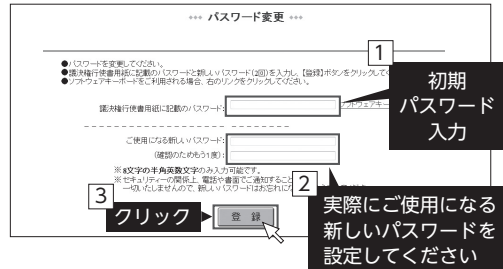 *** パスワード変更 ***
●パスワードを変更してください。
●議決権行使書用紙に記載のパスワードと新しいパスワード(2回)を入力し、【登録】ボタンをクリックして
●ソフトウェアキーボードをご利用される場合、右のリンクをクリックしてください。
1
初期
パスワード
入力
議決権行使書用紙に記載のパスワード:
ソフトウェアキー
ご使用になる新しいパスワード:
(確認のためもう1度):
※8文字の半角英数字のみ入力可能です。
※セキュリティーの関係上、電話や書面でご通知すること
一切いたしませんので、新しいパスワードはお忘れにな
2
実際にご使用になる
新しいパスワードを
設定してください
3
クリック
登 録